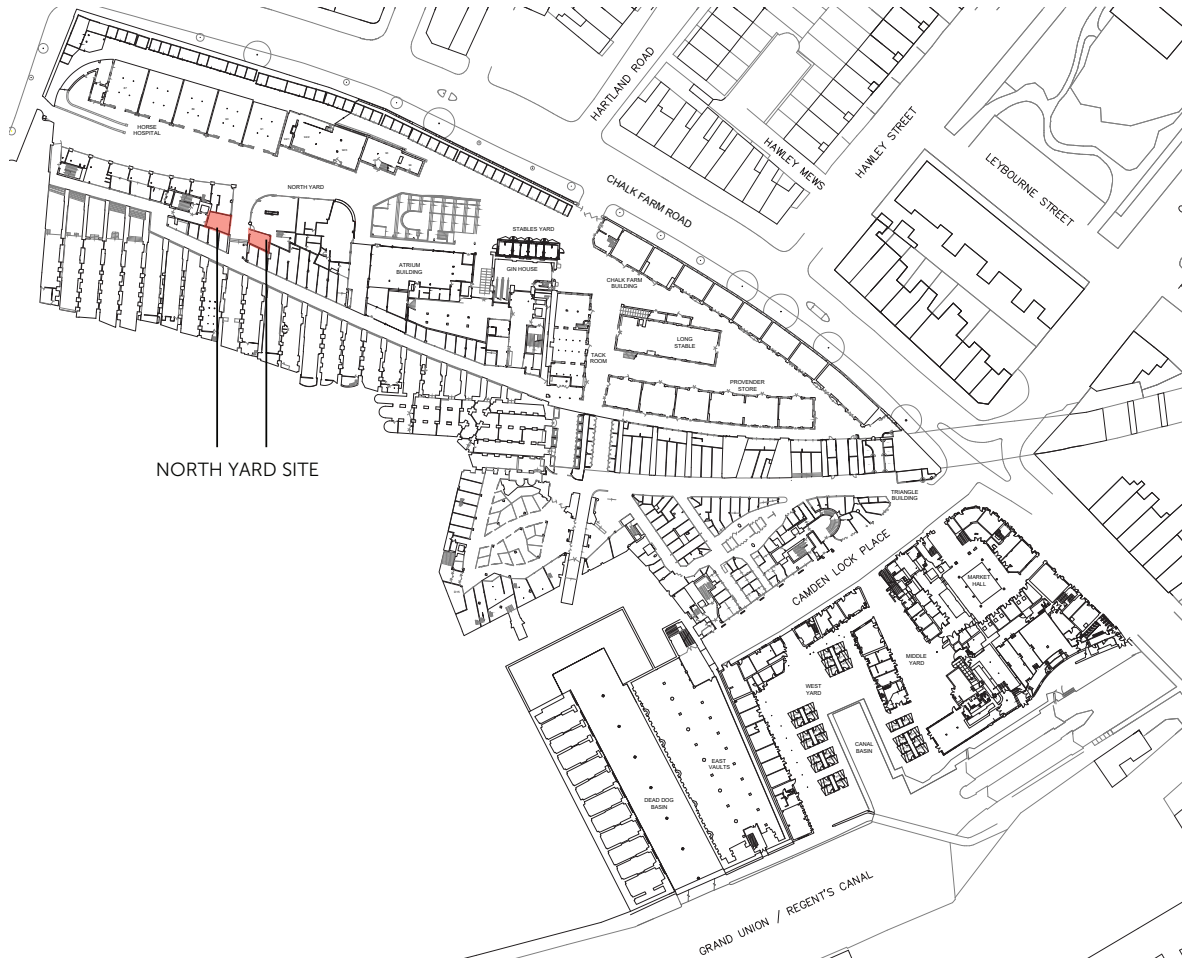 HARTLAND ROAD
HAWLEY MEWS
HAWLEY STREET
LEYBOURNE STREET
CHALK FARM ROAD
HORSE
HOSPITAL
NORTH YARD
STABLES YARD
ATRIUM
BUILDING
GIN HOUSE
CHALK FARM
BUILDING
LONG
STABLE
TACK
ROOM
PROVENDER
STORE
NORTH YARD SITE
TRIANGLE
BUILDING
CAMDEN LOCK PLACE
MARKET
HALL
MIDDLE
YARD
WEST
YARD
CANAL
BASIN
EAST
VAULTS
DEAD DOG
BASIN
GRAND UNION / REGENT'S CANAL